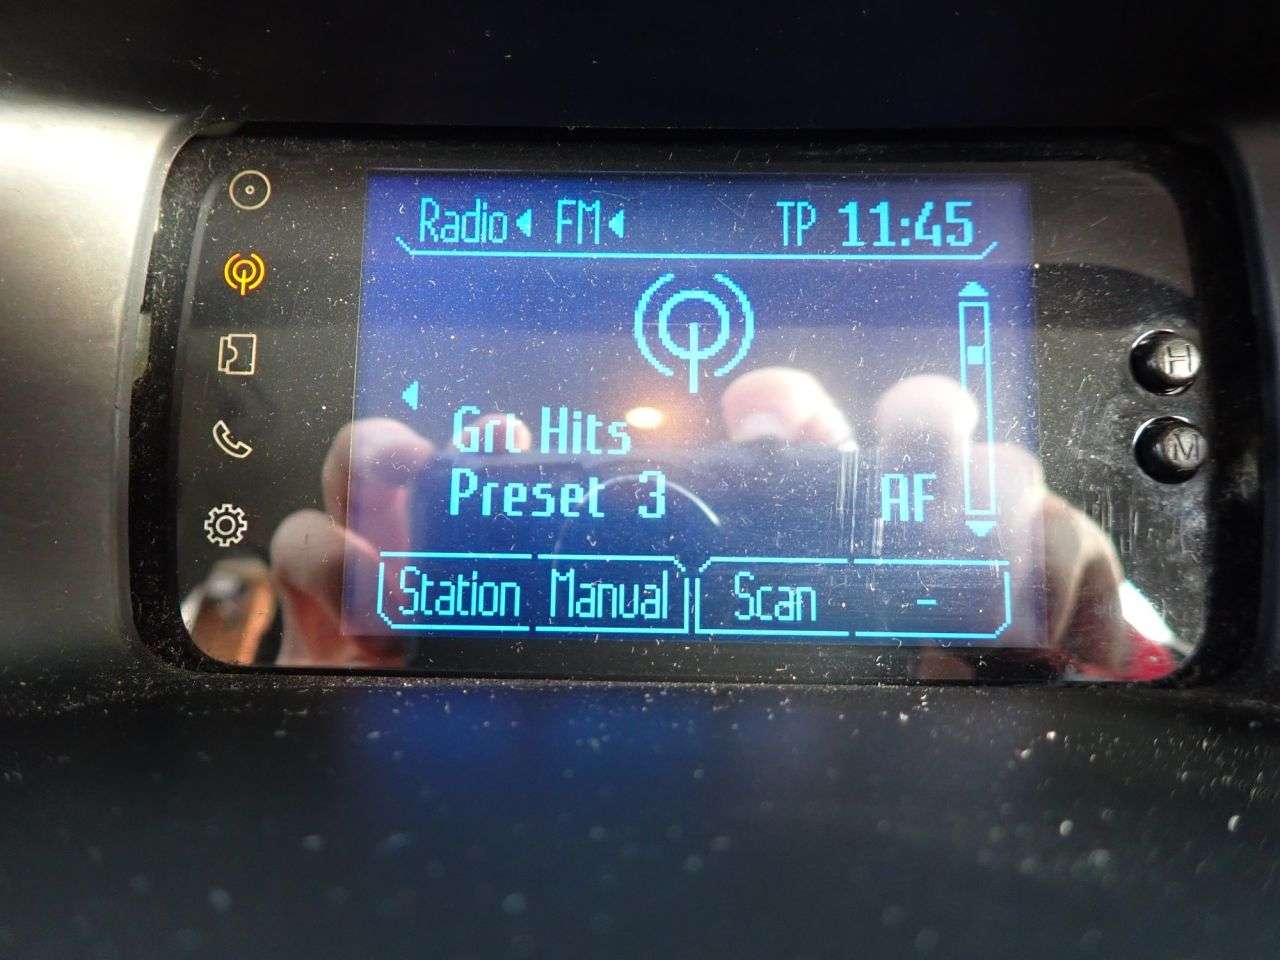 Radio FM TP 11:45
Grt Hits
Preset 3 AF
Station Manual Scan -
H
M